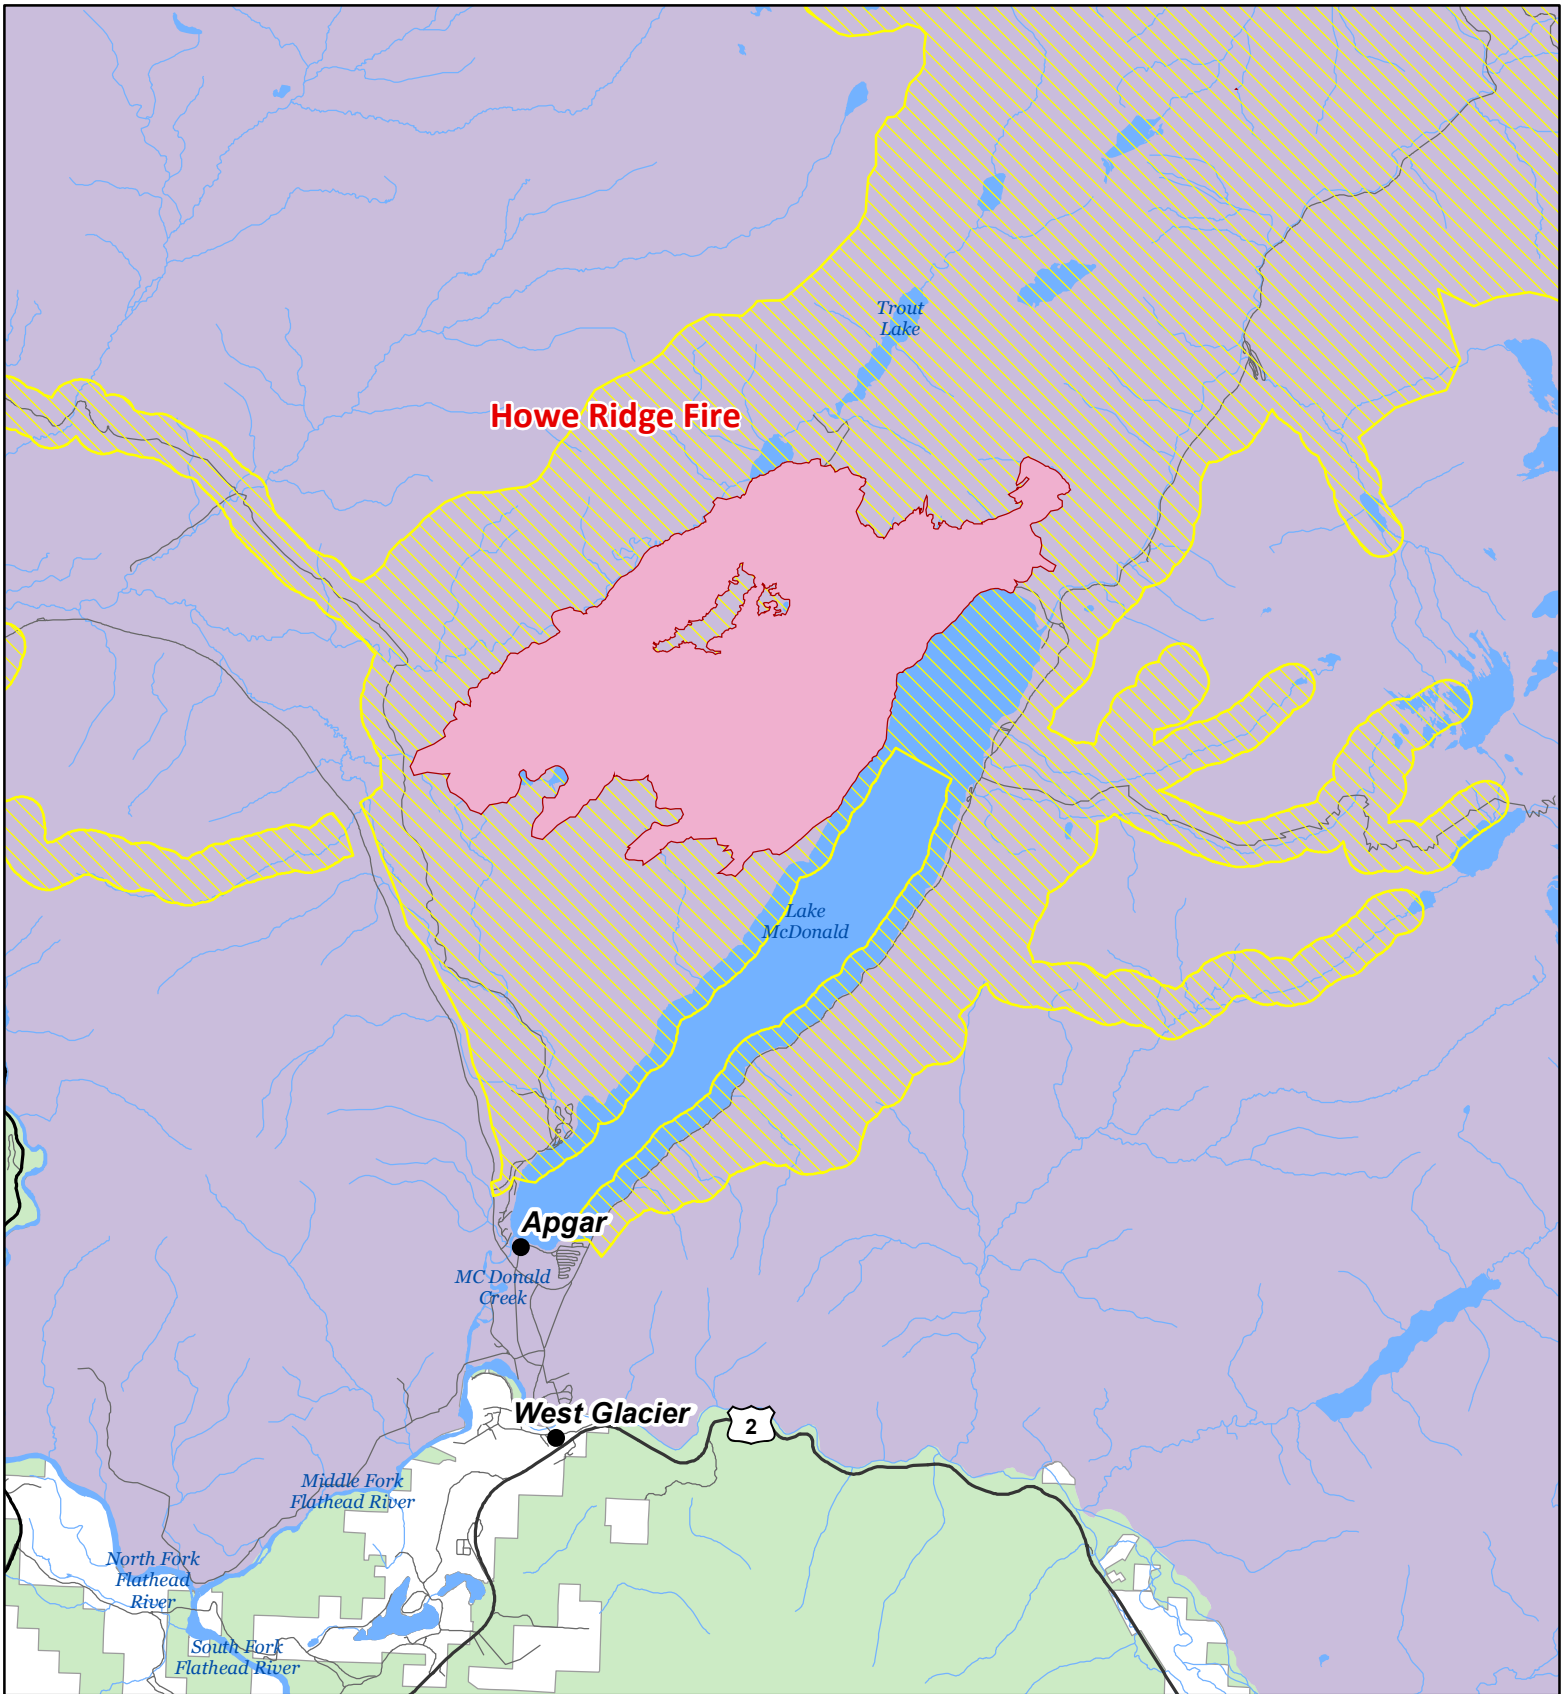 Trout
Lake
Howe Ridge Fire
Lake
McDonald
Apgar
MC Donald
Creek
West Glacier
2
Middle Fork
Flathead River
North Fork
Flathead
River
South Fork
Flathead River